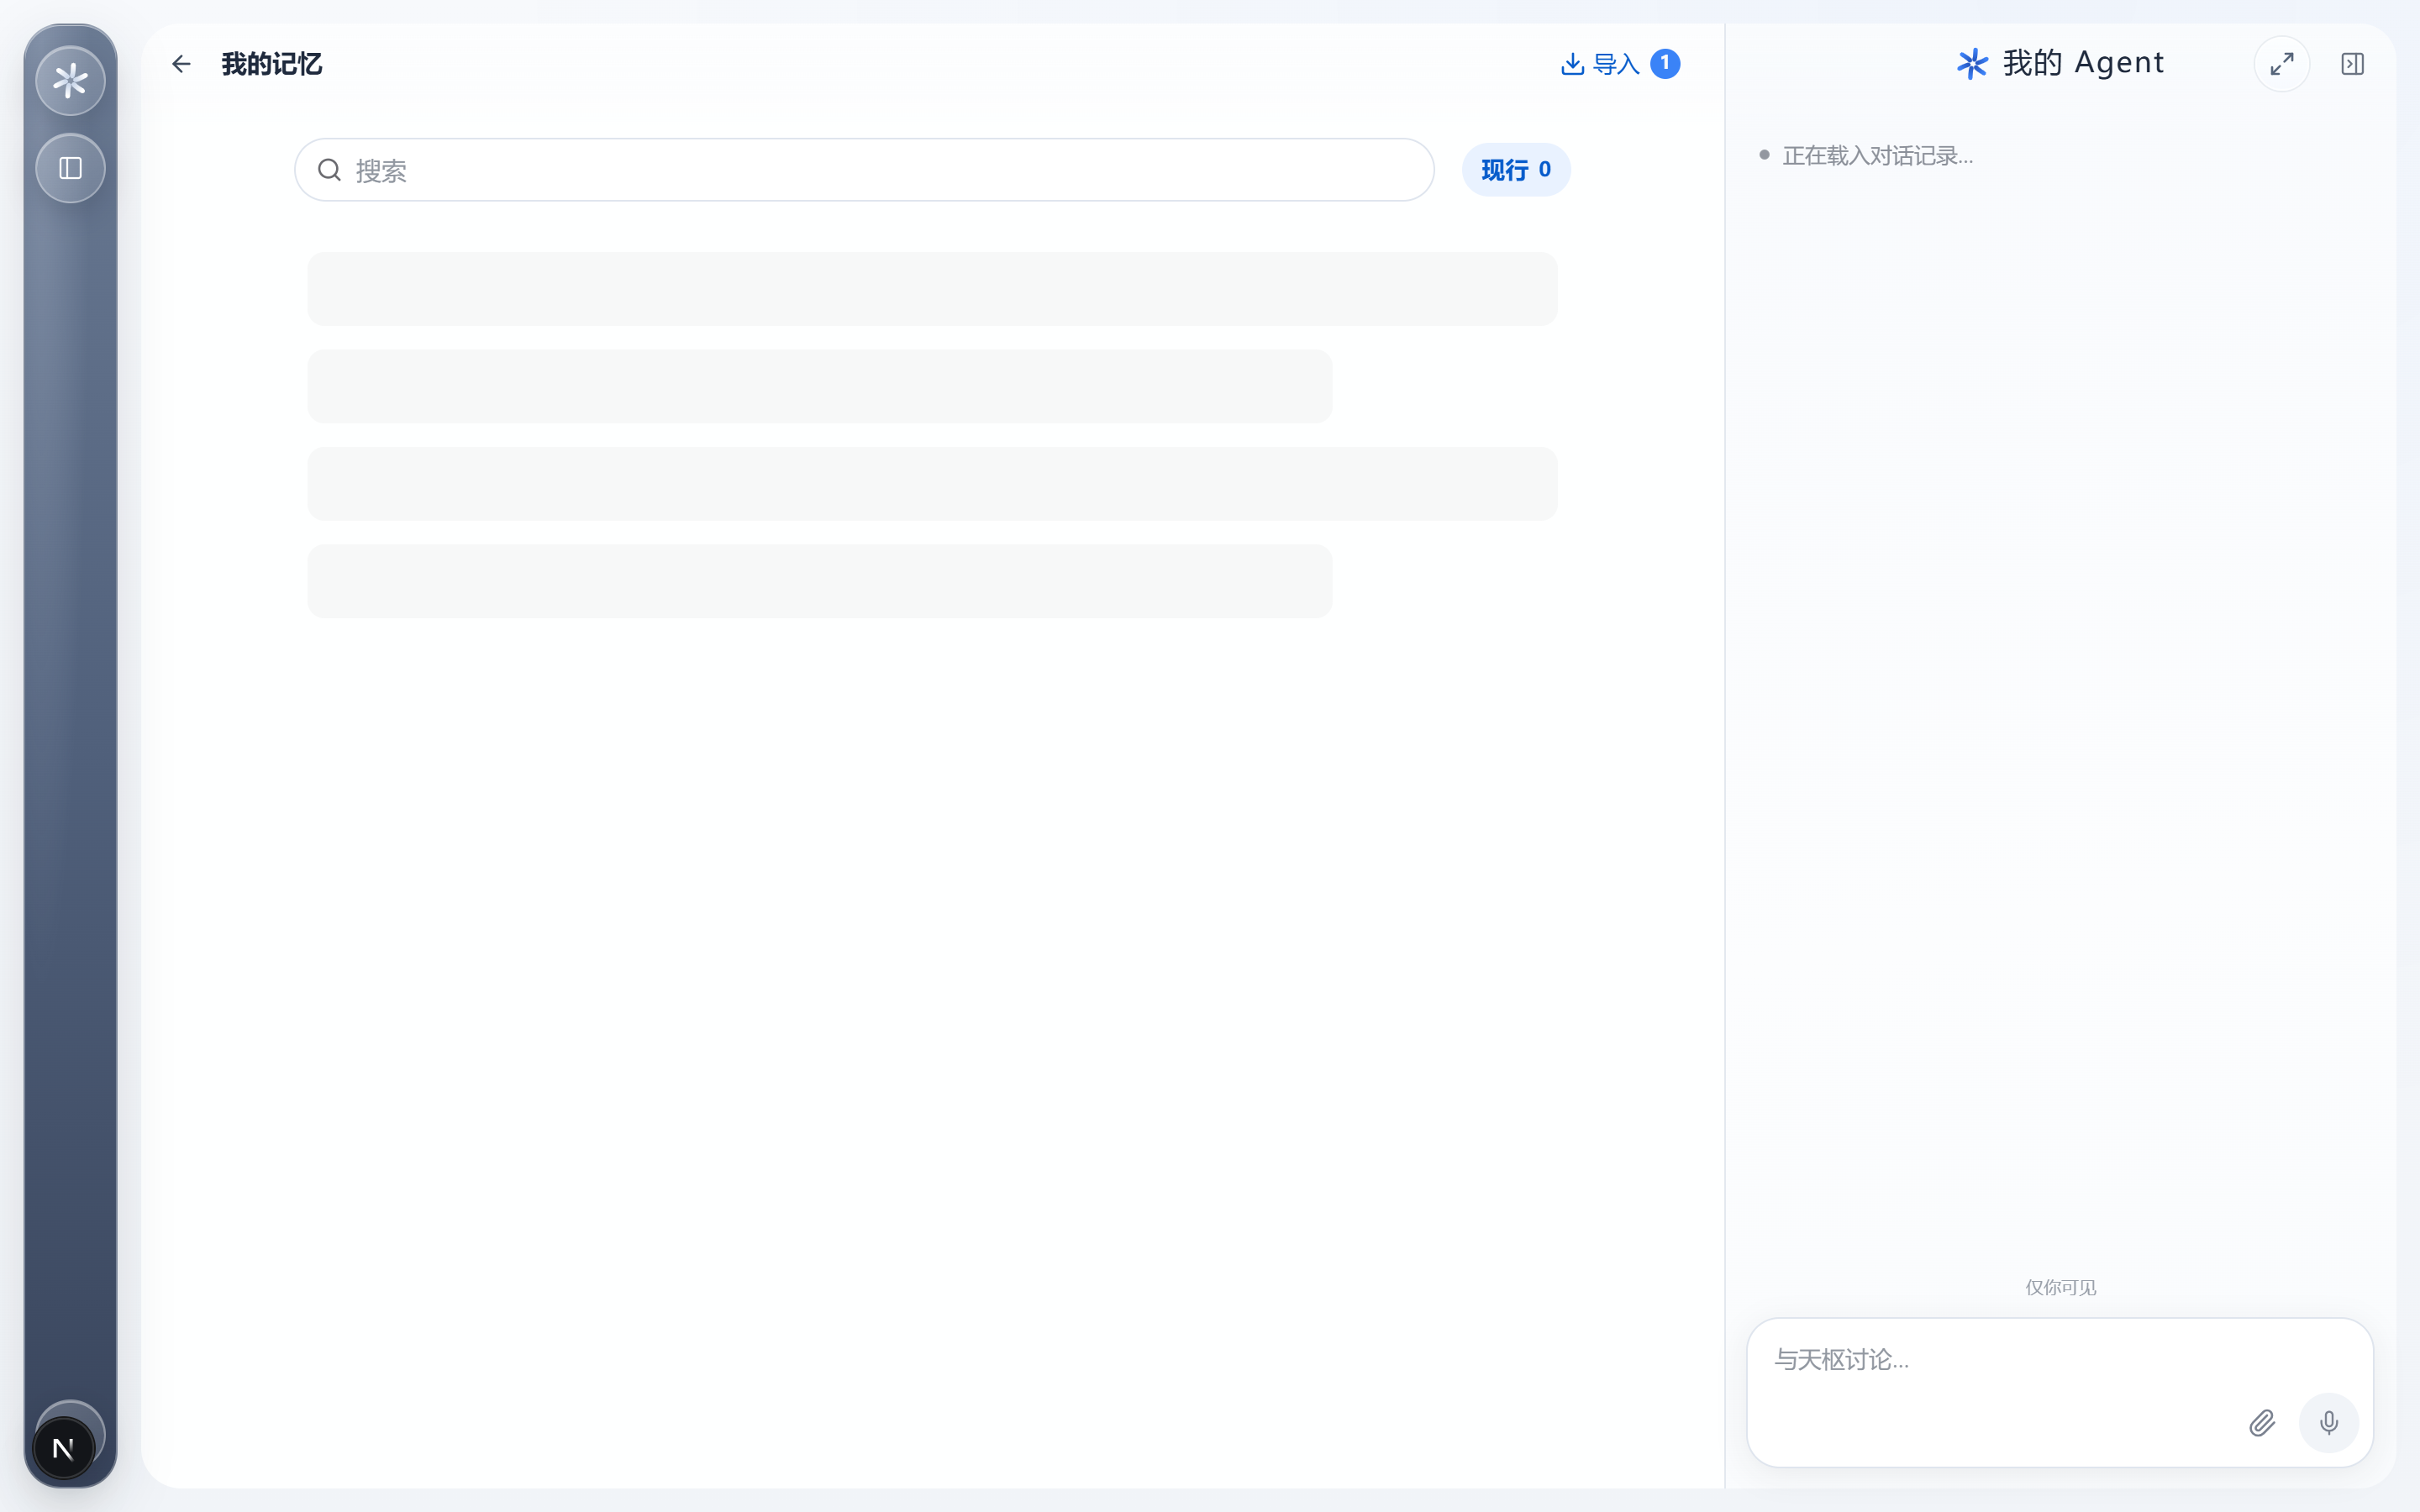 我的记忆
导入 1
搜索
现行 0
我的 Agent
正在载入对话记录...
仅你可见
与天枢讨论...
N